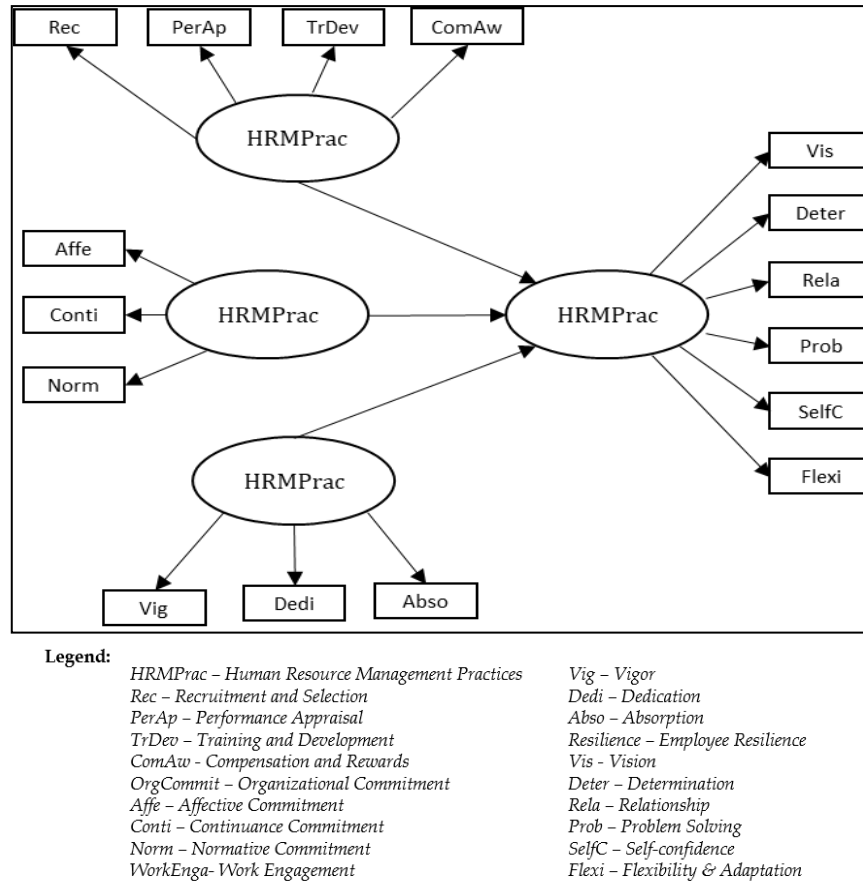 Rec PerAp TrDev ComAw
HRMPrac
Vis
Deter
Affe
Rela
Conti HRMPrac HRMPrac
Prob
Norm
SelfC
HRMPrac
Flexi
Vig Dedi Abso
Legend:
HRMPrac – Human Resource Management Practices
Rec – Recruitment and Selection
PerAp – Performance Appraisal
TrDev – Training and Development
ComAw - Compensation and Rewards
OrgCommit – Organizational Commitment
Affe – Affective Commitment
Conti – Continuance Commitment
Norm – Normative Commitment
WorkEnga- Work Engagement
Vig – Vigor
Dedi – Dedication
Abso – Absorption
Resilience – Employee Resilience
Vis - Vision
Deter – Determination
Rela – Relationship
Prob – Problem Solving
SelfC – Self-confidence
Flexi – Flexibility & Adaptation